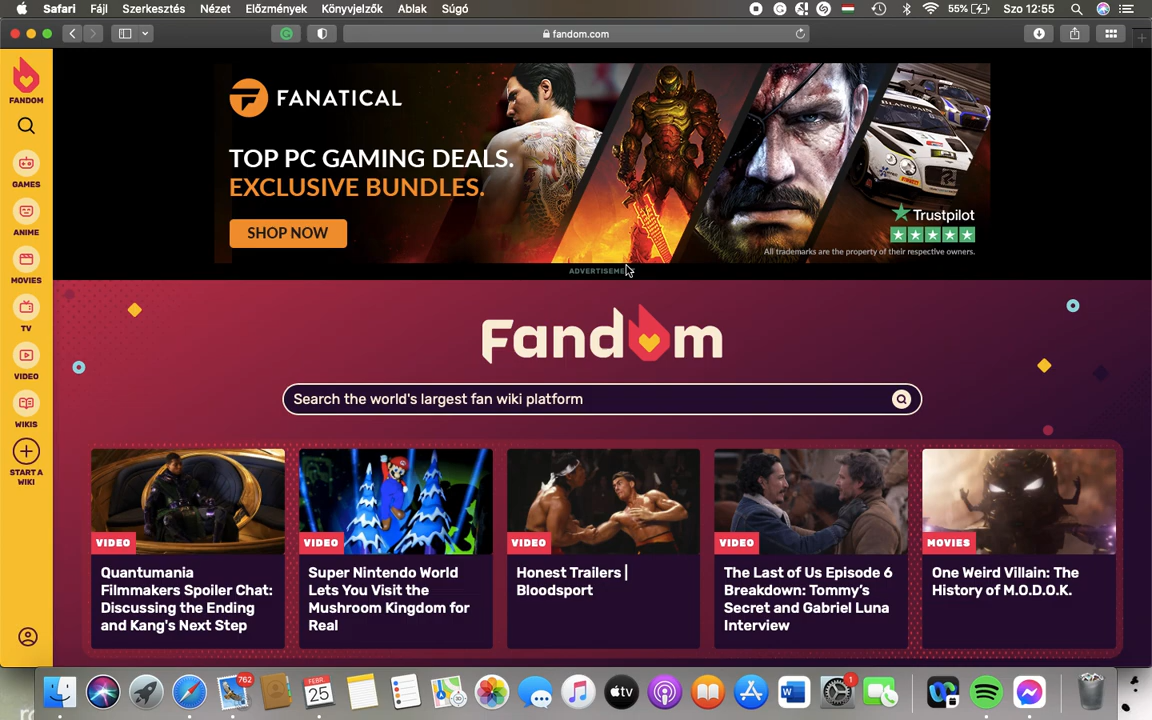 Safari Fájl Szerkesztés Nézet Előzmények Könyvjelzők Ablak Súgó 55% Szo 12:55
fandom.com
FANDOM
GAMES
ANIME
MOVIES
TV
VIDEO
WIKIS
START A
WIKI
FANATICAL
TOP PC GAMING DEALS.
EXCLUSIVE BUNDLES.
SHOP NOW
BLANCPAIN
Trustpilot
All trademarks are the property of their respective owners.
Fandom
Search the world's largest fan wiki platform
VIDEO
Quantumania
Filmmakers Spoiler Chat:
Discussing the Ending
and Kang's Next Step
VIDEO
Super Nintendo World
Lets You Visit the
Mushroom Kingdom for
Real
VIDEO
Honest Trailers |
Bloodsport
VIDEO
The Last of Us Episode 6
Breakdown: Tommy's
Secret and Gabriel Luna
Interview
MOVIES
One Weird Villain: The
History of M.O.D.O.K.
762
FEBR.
25
tv
W
1